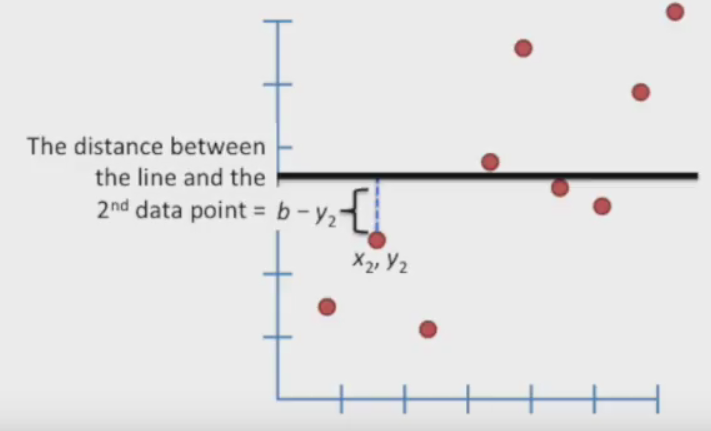 The distance between
the line and the
2nd data point = b – y₂
x₂, y₂